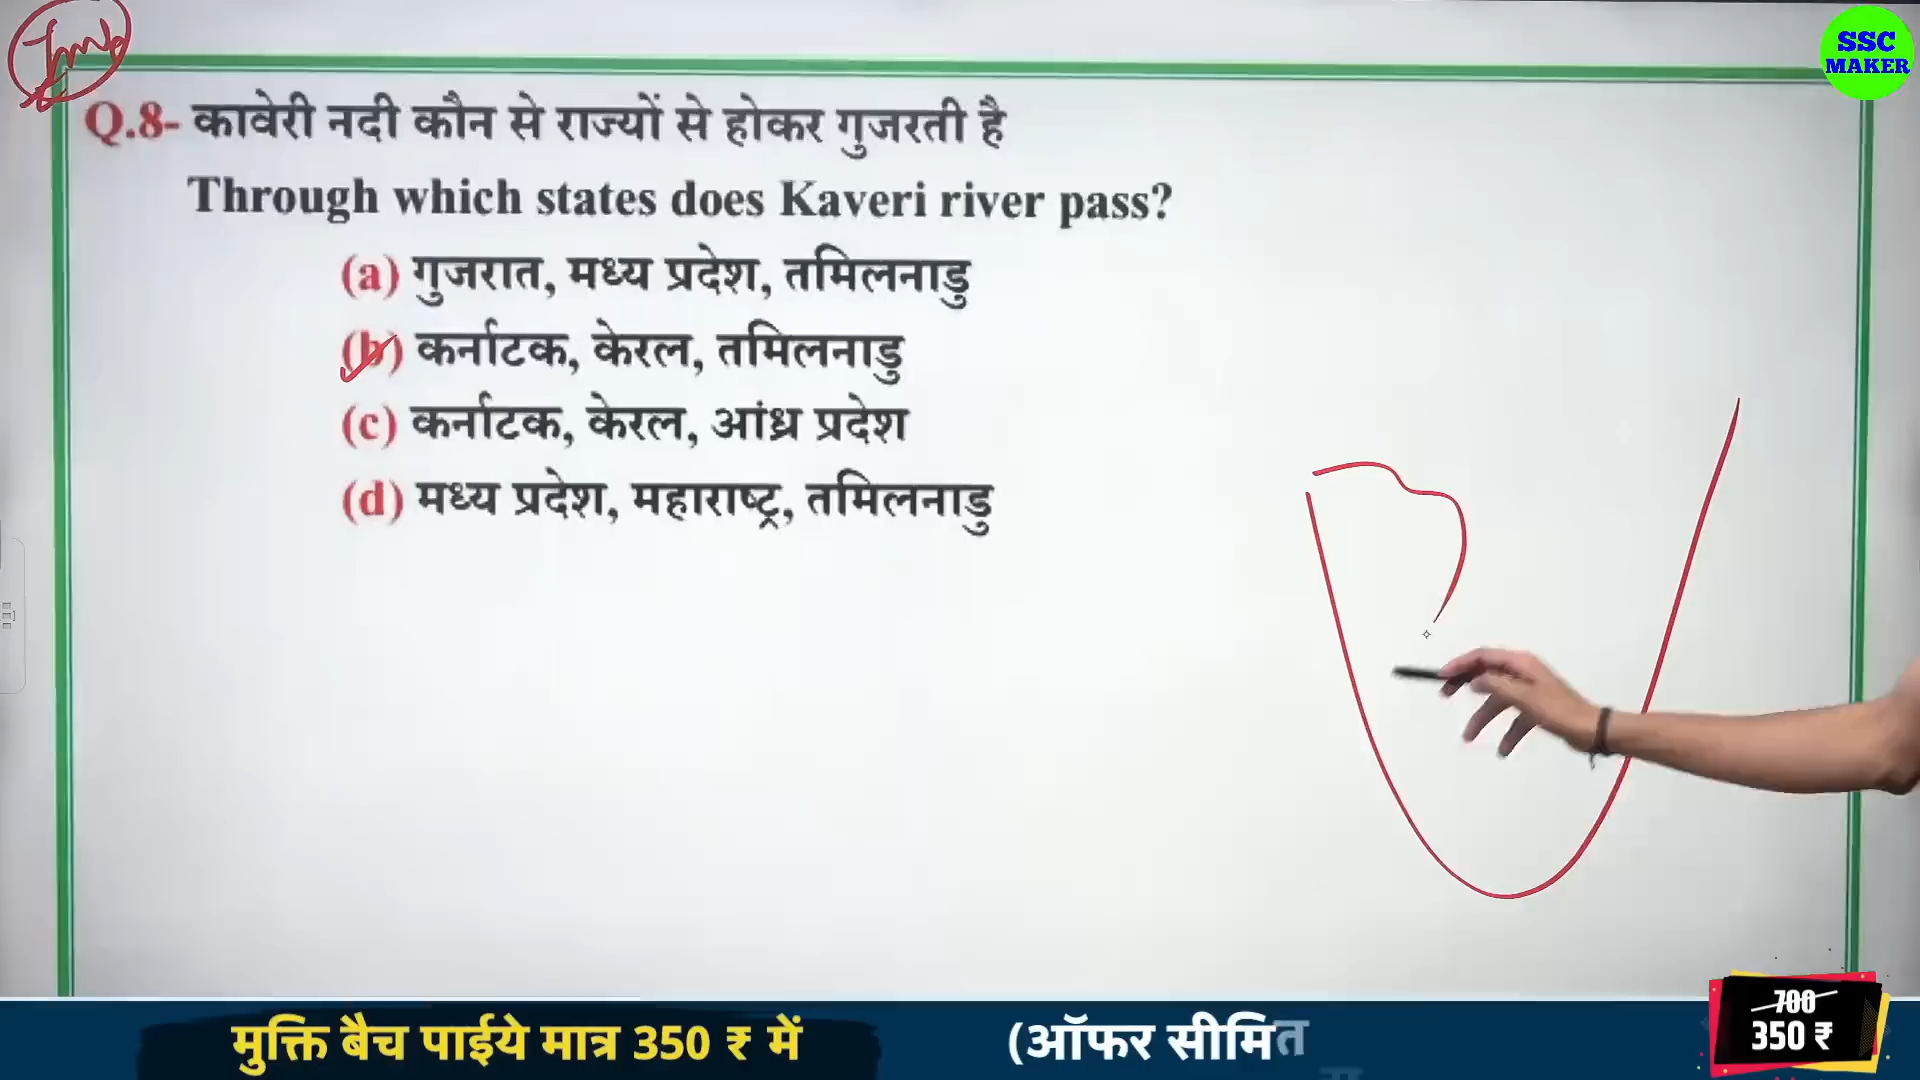 SSC
MAKER
Q.8- कावेरी नदी कौन से राज्यों से होकर गुजरती है
Through which states does Kaveri river pass?
(a) गुजरात, मध्य प्रदेश, तमिलनाडु
(b) कर्नाटक, केरल, तमिलनाडु
(c) कर्नाटक, केरल, आंध्र प्रदेश
(d) मध्य प्रदेश, महाराष्ट्र, तमिलनाडु
मुक्ति बैच पाईये मात्र 350 ₹ में
(ऑफर सीमित
700
350 ₹